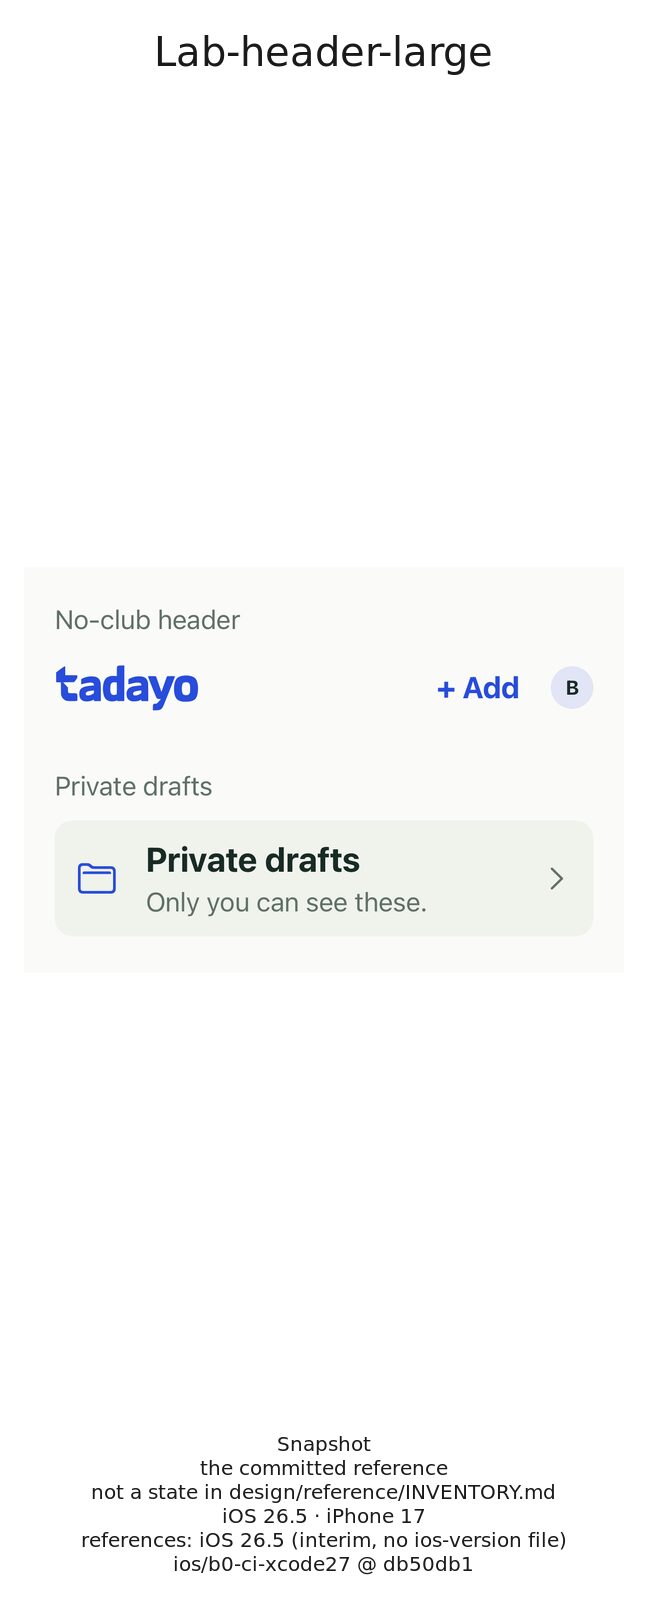 Lab-header-large
No-club header
tadayo
+ Add
B
Private drafts
Private drafts
Only you can see these.
Snapshot
the committed reference
not a state in design/reference/INVENTORY.md
iOS 26.5 · iPhone 17
references: iOS 26.5 (interim, no ios-version file)
ios/b0-ci-xcode27 @ db50db1